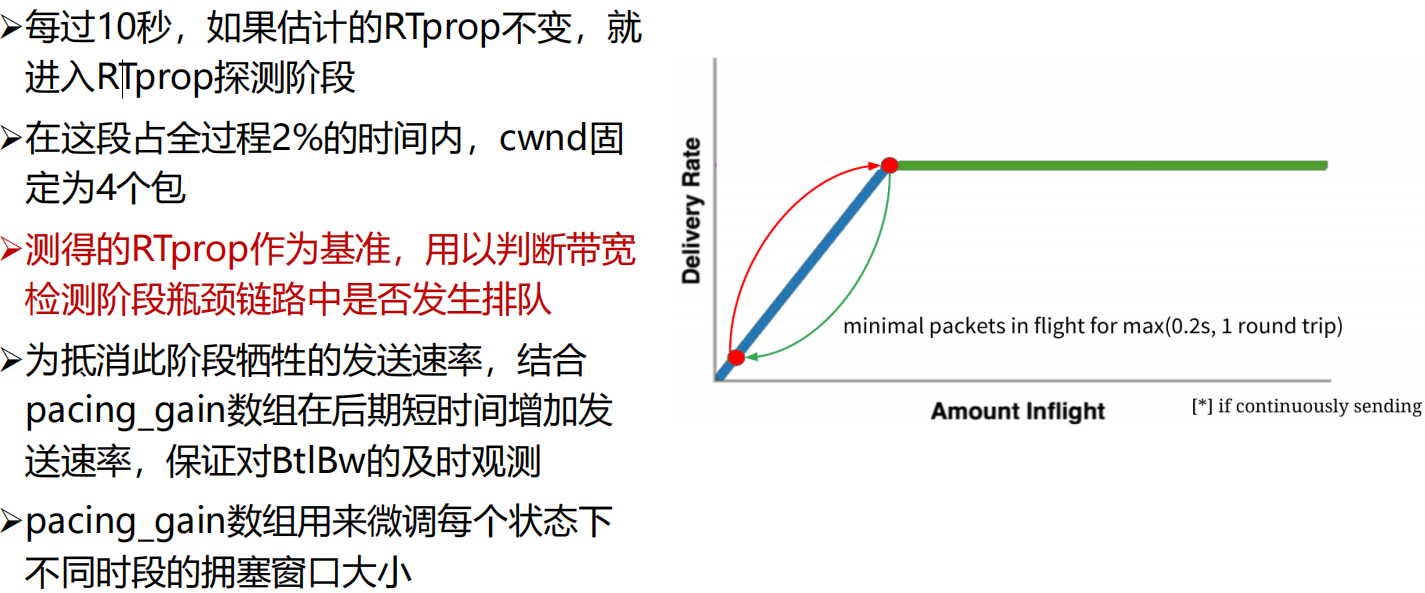 ➢每过10秒，如果估计的RTprop不变，就
进入RTprop探测阶段
➢在这段占全过程2%的时间内，cwnd固
定为4个包
➢测得的RTprop作为基准，用以判断带宽
检测阶段瓶颈链路中是否发生排队
➢为抵消此阶段牺牲的发送速率，结合
pacing_gain数组在后期短时间增加发
送速率，保证对BtlBw的及时观测
➢pacing_gain数组用来微调每个状态下
不同时段的拥塞窗口大小
Delivery Rate
minimal packets in flight for max(0.2s, 1 round trip)
Amount Inflight
[*] if continuously sending